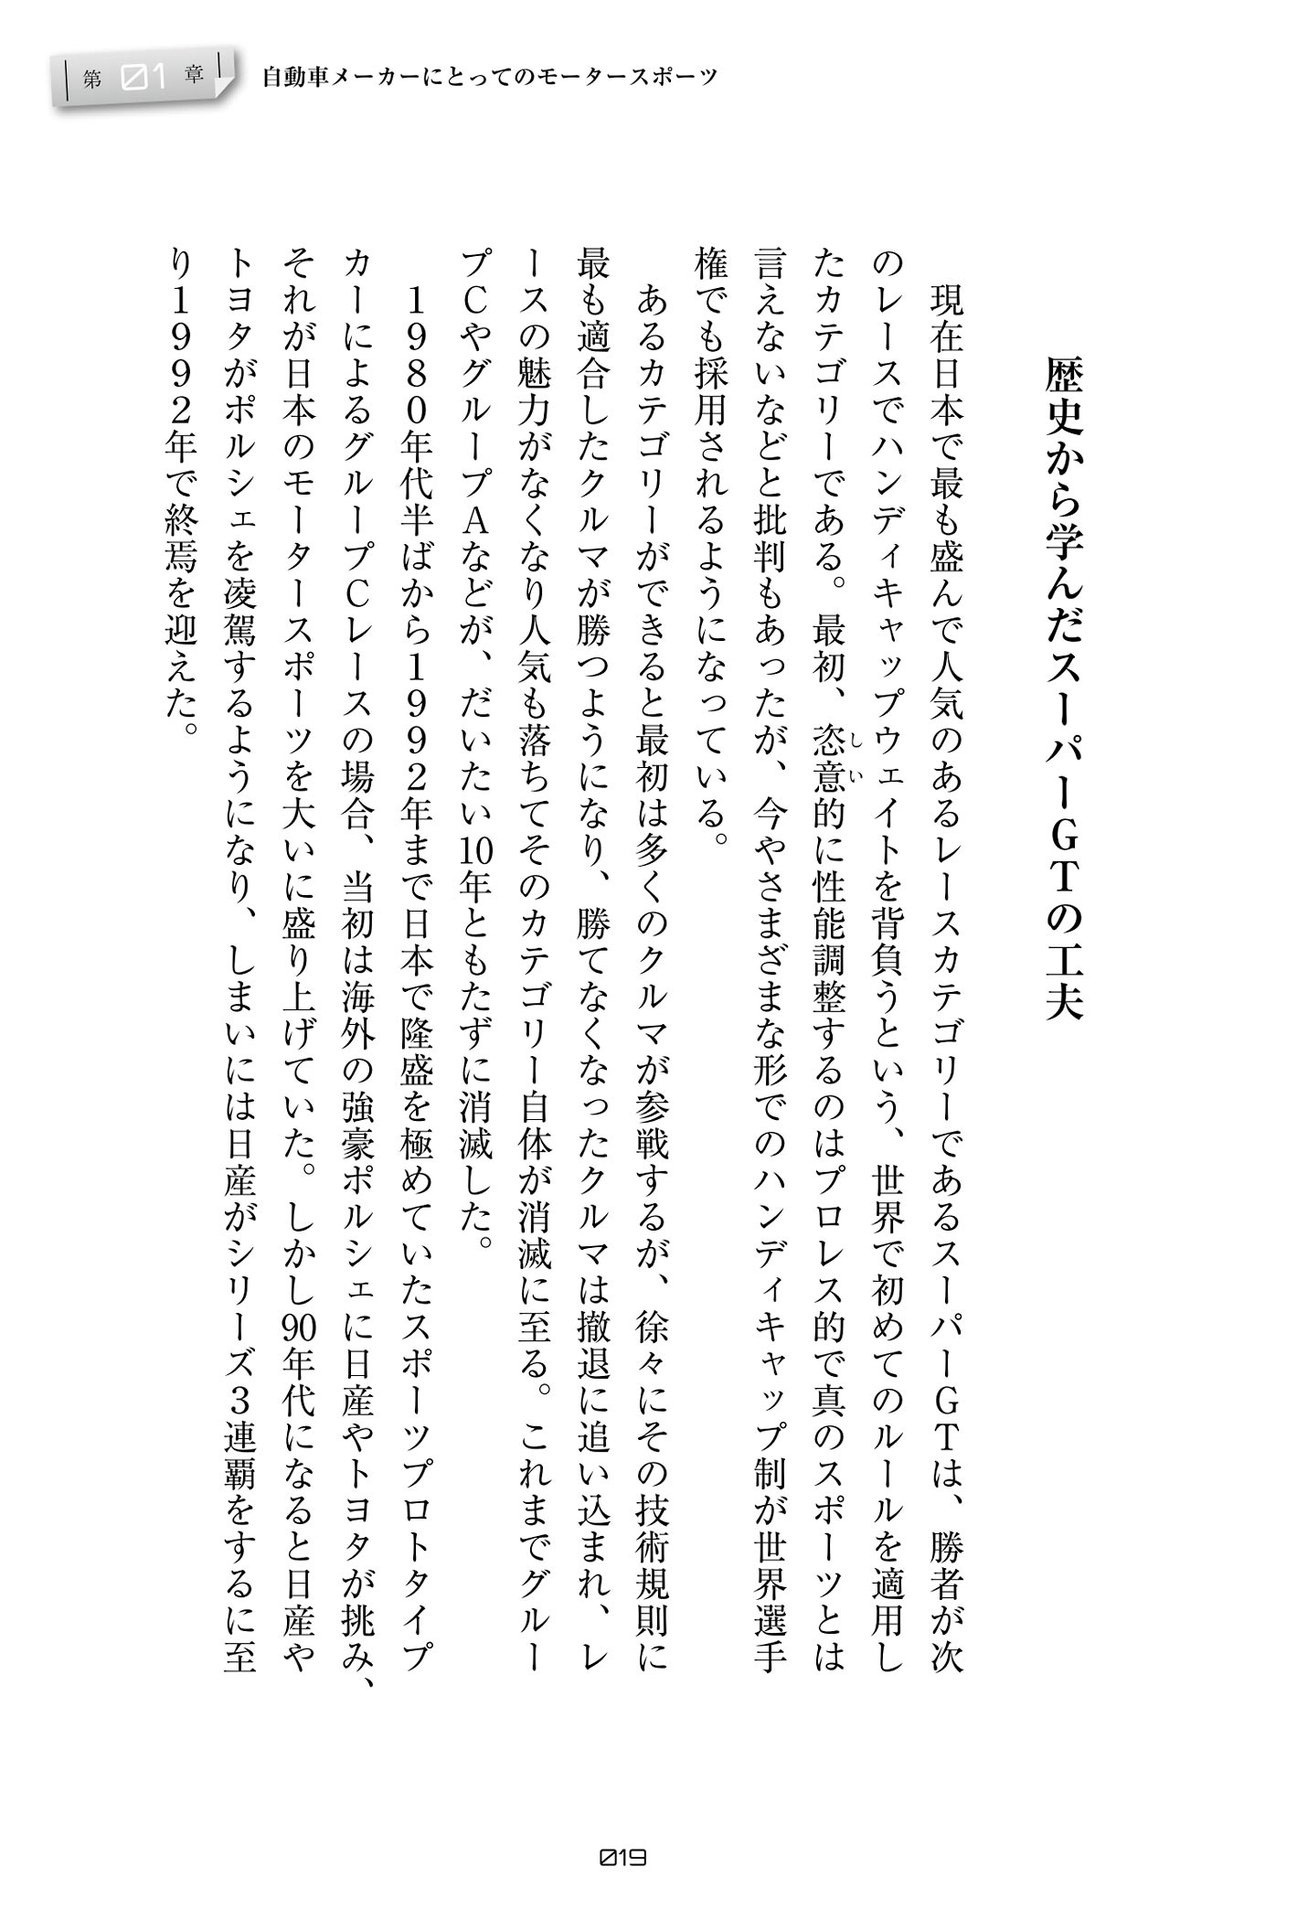 第01章
自動車メーカーにとってのモータースポーツ
歴史から学んだスーパーGTの工夫
現在日本で最も盛んで人気のあるレースカテゴリーであるスーパーGTは、勝者が次
のレースでハンディキャップウェイトを背負うという、世界で初めてのルールを適用し
たカテゴリーである。最初、恣意的に性能調整するのはプロレス的で真のスポーツとは
しい
言えないなどと批判もあったが、今やさまざまな形でのハンディキャップ制が世界選手
権でも採用されるようになっている。
あるカテゴリーができると最初は多くのクルマが参戦するが、徐々にその技術規則に
最も適合したクルマが勝つようになり、勝てなくなったクルマは撤退に追い込まれ、レ
ースの魅力がなくなり人気も落ちてそのカテゴリー自体が消滅に至る。これまでグルー
プCやグループAなどが、だいたい10年ともたずに消滅した。
1980年代半ばから1992年まで日本で隆盛を極めていたスポーツプロトタイプ
カーによるグループCレースの場合、当初は海外の強豪ポルシェに日産やトヨタが挑み、
それが日本のモータースポーツを大いに盛り上げていた。しかし90年代になると日産や
トヨタがポルシェを凌駕するようになり、しまいには日産がシリーズ3連覇をするに至
り1992年で終焉を迎えた。
019